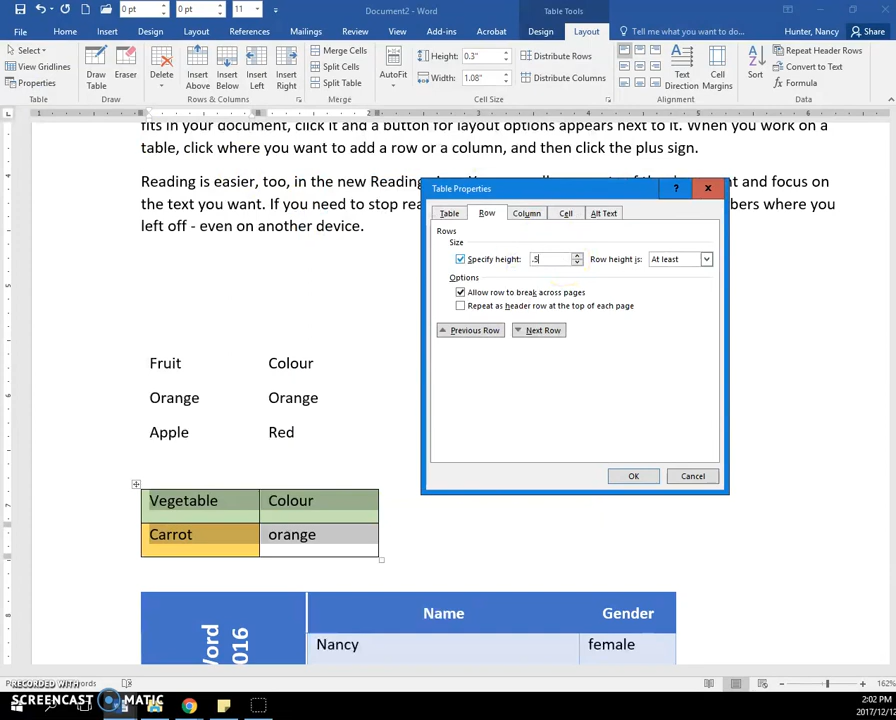 0 pt 0 pt 11 Document2 - Word Table Tools
File Home Insert Design Layout References Mailings Review View Add-ins Acrobat Design Layout Tell me what you want to do... Hunter, Nancy Share
Select
View Gridlines
Properties
Draw Table
Eraser
Delete
Insert Above
Insert Below
Insert Left
Insert Right
Merge Cells
Split Cells
Split Table
AutoFit
Height: 0.3"
Width: 1.08"
Distribute Rows
Distribute Columns
Text Direction
Cell Margins
Sort
Repeat Header Rows
Convert to Text
Formula
Table Draw Rows & Columns Merge Cell Size Alignment Data
fits in your document, click it and a button for layout options appears next to it. When you work on a
table, click where you want to add a row or a column, and then click the plus sign.
Reading is easier, too, in the new Reading
and focus on
the text you want. If you need to stop
where you
left off - even on another device.
Table Properties ?
Table Row Column Cell Alt Text
Rows
Size
Specify height: .5 Row height is: At least
Options
Allow row to break across pages
Repeat as header row at the top of each page
Previous Row Next Row
OK Cancel
Fruit Colour
Orange Orange
Apple Red
Vegetable Colour
Carrot orange
Name Gender
Nancy female
162%
RECORDED WITH
SCREENCAST MATIC
2:02 PM